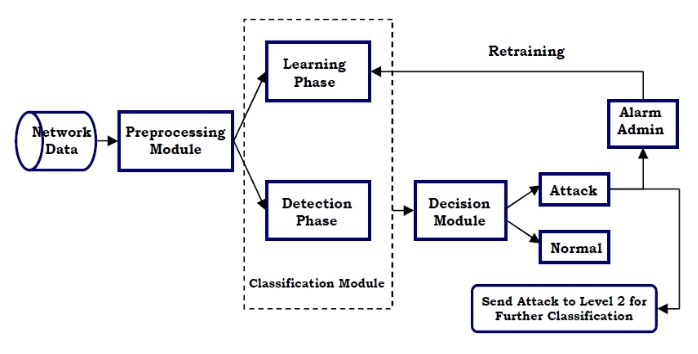 Network
Data
Preprocessing
Module
Learning
Phase
Retraining
Alarm
Admin
Detection
Phase
Classification Module
Decision
Module
Attack
Normal
Send Attack to Level 2 for
Further Classification